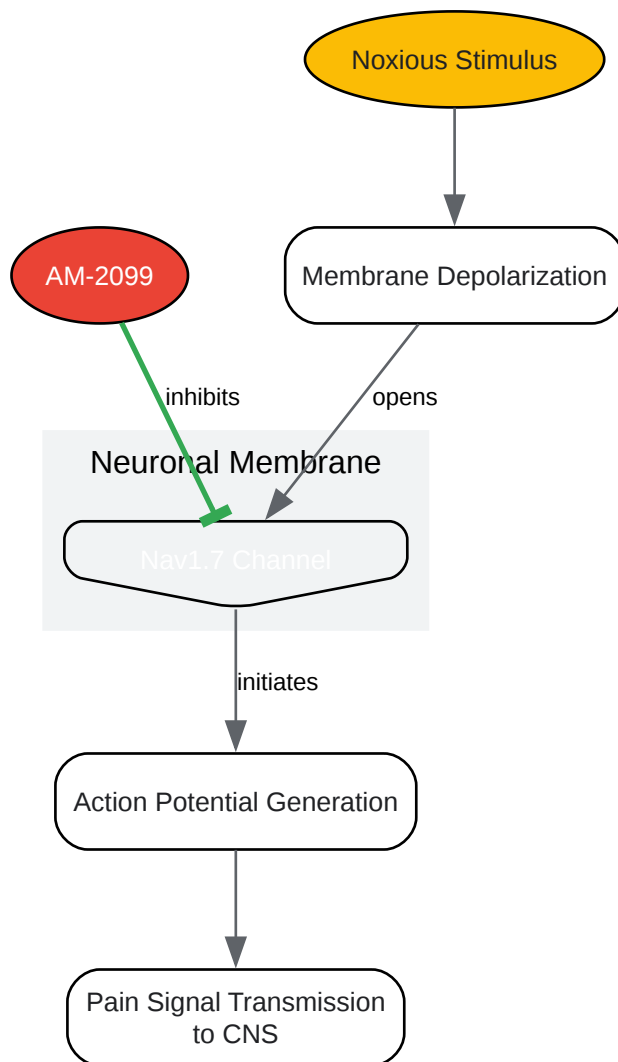 Noxious Stimulus
AM-2099
Membrane Depolarization
inhibits
opens
Neuronal Membrane
Nav1.7 Channel
initiates
Action Potential Generation
Pain Signal Transmission
to CNS